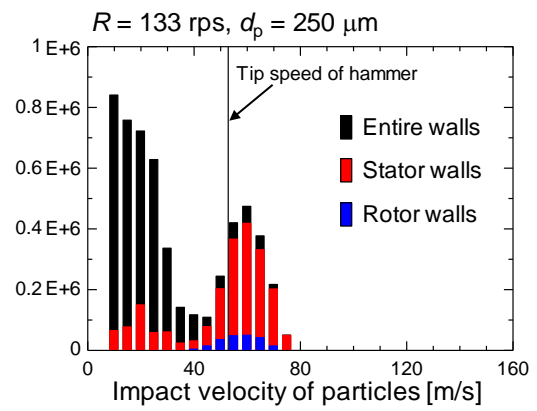 R = 133 rps, dp = 250 μm
1 E+6
Tip speed of hammer
0.8 E+6
Entire walls
0.6 E+6
Stator walls
0.4 E+6
Rotor walls
0.2 E+6
0
0 40 80 120 160
Impact velocity of particles [m/s]